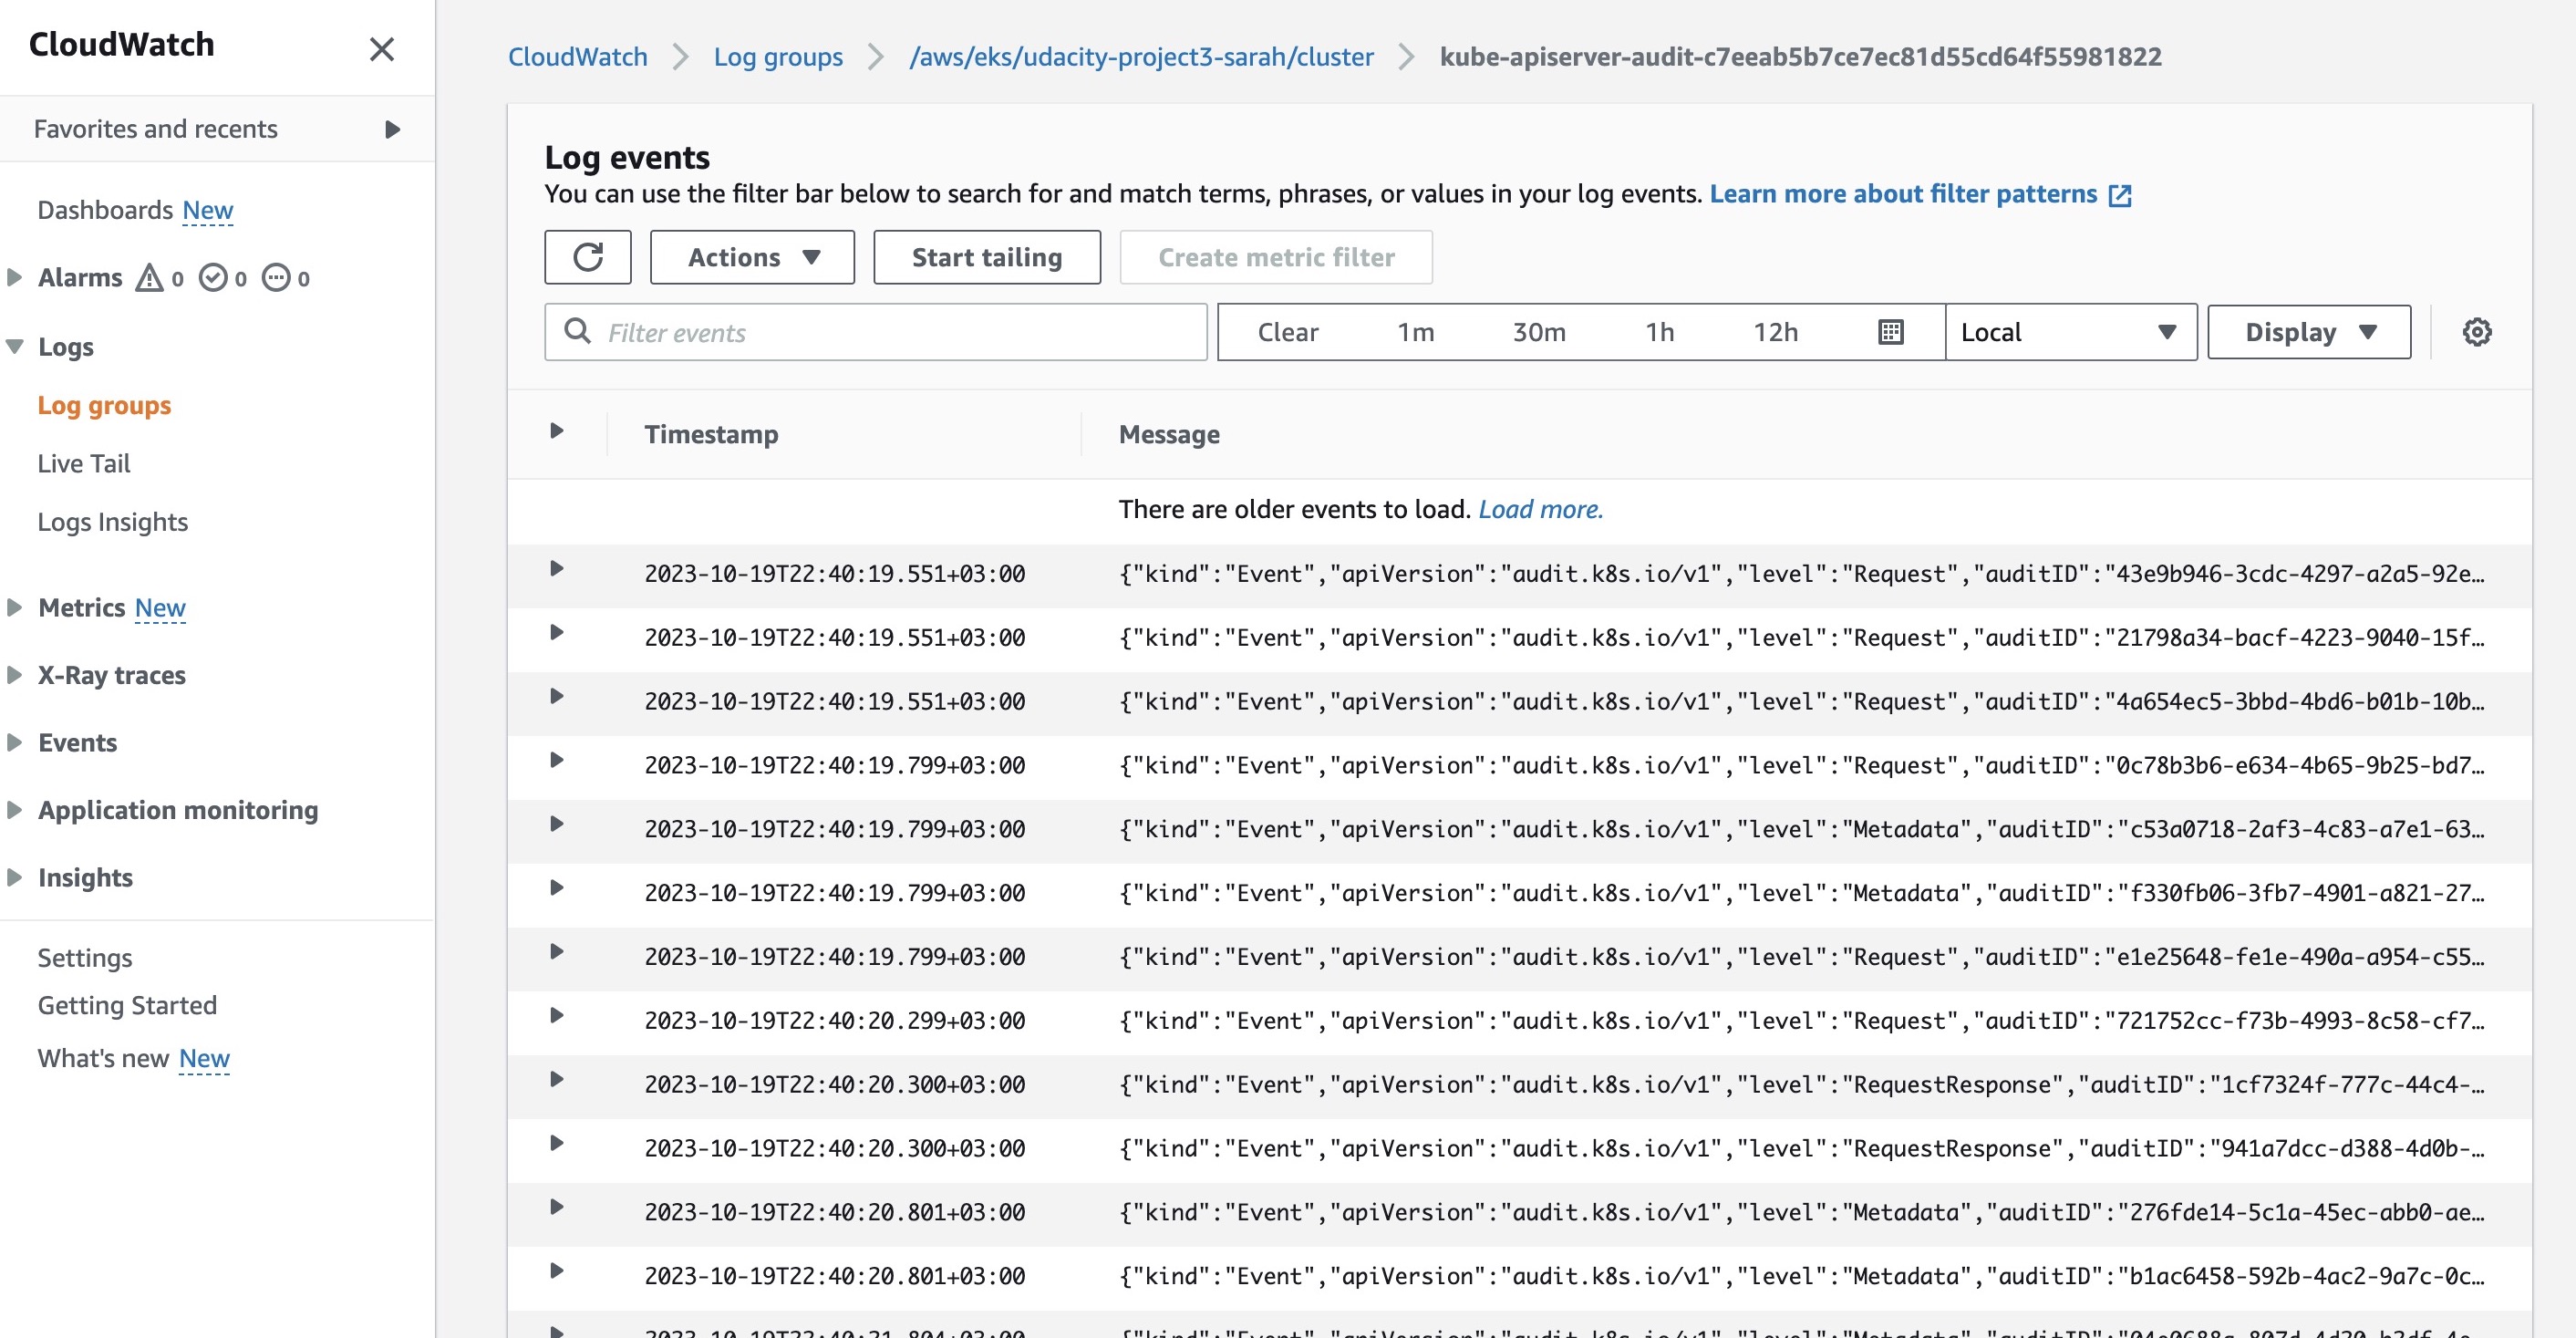 CloudWatch
Favorites and recents
Dashboards New
Alarms 0 0 0
Logs
Log groups
Live Tail
Logs Insights
Metrics New
X-Ray traces
Events
Application monitoring
Insights
Settings
Getting Started
What's new New
CloudWatch Log groups /aws/eks/udacity-project3-sarah/cluster kube-apiserver-audit-c7eeab5b7ce7ec81d55cd64f55981822
Log events
You can use the filter bar below to search for and match terms, phrases, or values in your log events. Learn more about filter patterns
Actions Start tailing Create metric filter
Filter events Clear 1m 30m 1h 12h Local Display
Timestamp Message
There are older events to load. Load more.
2023-10-19T22:40:19.551+03:00 {"kind":"Event","apiVersion":"audit.k8s.io/v1","level":"Request","auditID":"43e9b946-3cdc-4297-a2a5-92e…
2023-10-19T22:40:19.551+03:00 {"kind":"Event","apiVersion":"audit.k8s.io/v1","level":"Request","auditID":"21798a34-bacf-4223-9040-15f…
2023-10-19T22:40:19.551+03:00 {"kind":"Event","apiVersion":"audit.k8s.io/v1","level":"Request","auditID":"4a654ec5-3bbd-4bd6-b01b-10b…
2023-10-19T22:40:19.799+03:00 {"kind":"Event","apiVersion":"audit.k8s.io/v1","level":"Request","auditID":"0c78b3b6-e634-4b65-9b25-bd7…
2023-10-19T22:40:19.799+03:00 {"kind":"Event","apiVersion":"audit.k8s.io/v1","level":"Metadata","auditID":"c53a0718-2af3-4c83-a7e1-63…
2023-10-19T22:40:19.799+03:00 {"kind":"Event","apiVersion":"audit.k8s.io/v1","level":"Metadata","auditID":"f330fb06-3fb7-4901-a821-27…
2023-10-19T22:40:19.799+03:00 {"kind":"Event","apiVersion":"audit.k8s.io/v1","level":"Request","auditID":"e1e25648-fe1e-490a-a954-c55…
2023-10-19T22:40:20.299+03:00 {"kind":"Event","apiVersion":"audit.k8s.io/v1","level":"Request","auditID":"721752cc-f73b-4993-8c58-cf7…
2023-10-19T22:40:20.300+03:00 {"kind":"Event","apiVersion":"audit.k8s.io/v1","level":"RequestResponse","auditID":"1cf7324f-777c-44c4-…
2023-10-19T22:40:20.300+03:00 {"kind":"Event","apiVersion":"audit.k8s.io/v1","level":"RequestResponse","auditID":"941a7dcc-d388-4d0b-…
2023-10-19T22:40:20.801+03:00 {"kind":"Event","apiVersion":"audit.k8s.io/v1","level":"Metadata","auditID":"276fde14-5c1a-45ec-abb0-ae…
2023-10-19T22:40:20.801+03:00 {"kind":"Event","apiVersion":"audit.k8s.io/v1","level":"Metadata","auditID":"b1ac6458-592b-4ac2-9a7c-0c…